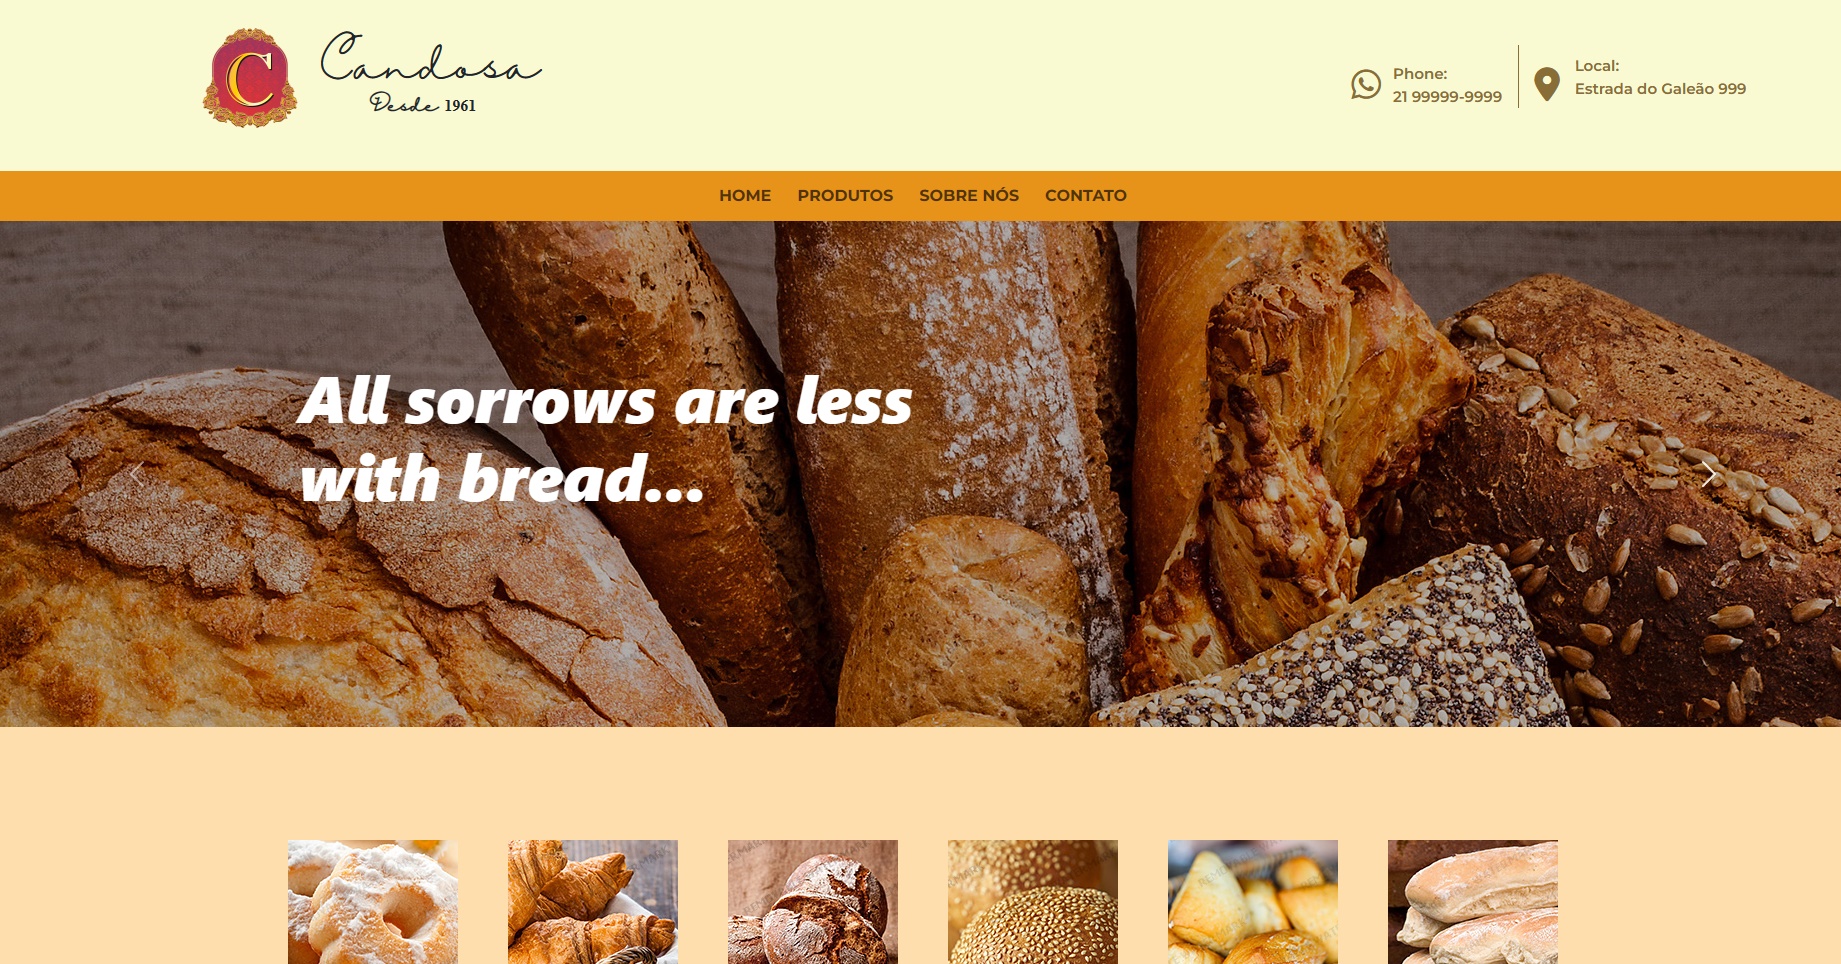 C
Candosa
Desde 1961
Phone:
21 99999-9999
Local:
Estrada do Galeão 999
HOME PRODUTOS SOBRE NÓS CONTATO
All sorrows are less
with bread...